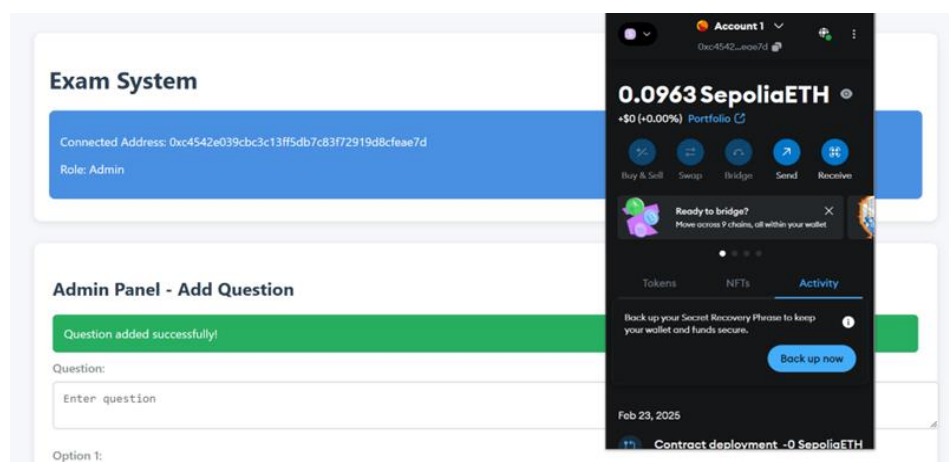 Exam System
Connected Address: 0xc4542e039cbc3c13ff5db7c83f72919d8cfeae7d
Role: Admin
Admin Panel - Add Question
Question added successfully!
Question:
Enter question
Option 1:
Account 1
0xc4542...eae7d
0.0963 SepoliaETH
+$0 (+0.00%) Portfolio
Buy & Sell Swap Bridge Send Receive
Ready to bridge?
Move across 9 chains, all within your wallet
Tokens NFTs Activity
Back up your Secret Recovery Phrase to keep
your wallet and funds secure.
Back up now
Feb 23, 2025
Contract deployment -0 SepoliaETH